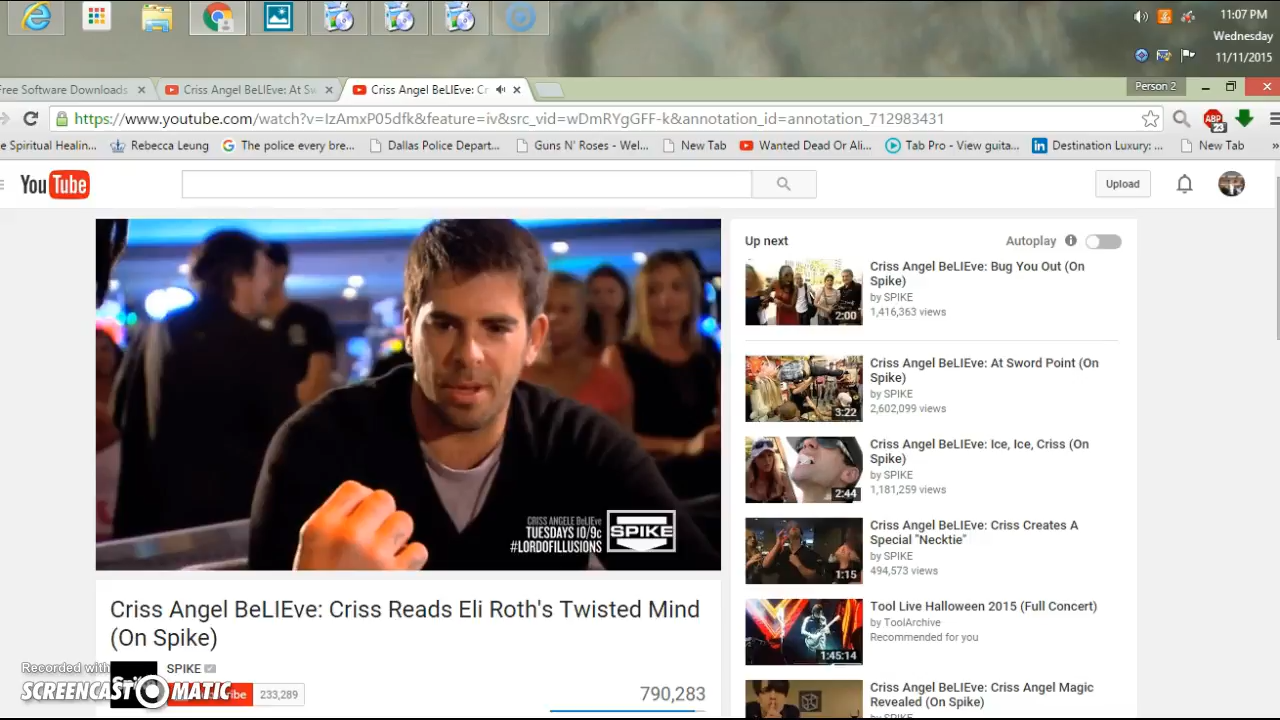 11:07 PM
Wednesday
11/11/2015
Free Software Downloads
Criss Angel BeLIEve: At Sw
Criss Angel BeLIEve: Cr
Person 2
https://www.youtube.com/watch?v=IzAmxP05dfk&feature=iv&src_vid=wDmRYgGFF-k&annotation_id=annotation_712983431
ABP
23
Spiritual Healin...
Rebecca Leung
The police every bre...
Dallas Police Depart...
Guns N' Roses - Wel...
New Tab
Wanted Dead Or Ali...
Tab Pro - View guita...
Destination Luxury: ...
New Tab
»
YouTube
Upload
CRISS ANGELE BeLIEve
TUESDAYS 10/9c
#LORDOFILLUSIONS
SPIKE
Criss Angel BeLIEve: Criss Reads Eli Roth's Twisted Mind
(On Spike)
SPIKE
233,289
790,283
Recorded with
SCREENCAST-O-MATIC
Up next
Autoplay
Criss Angel BeLIEve: Bug You Out (On
Spike)
by SPIKE
1,416,363 views
2:00
Criss Angel BeLIEve: At Sword Point (On
Spike)
by SPIKE
2,602,099 views
3:22
Criss Angel BeLIEve: Ice, Ice, Criss (On
Spike)
by SPIKE
1,181,259 views
2:44
Criss Angel BeLIEve: Criss Creates A
Special "Necktie"
by SPIKE
494,573 views
1:15
Tool Live Halloween 2015 (Full Concert)
by ToolArchive
Recommended for you
1:45:14
Criss Angel BeLIEve: Criss Angel Magic
Revealed (On Spike)
by SPIKE